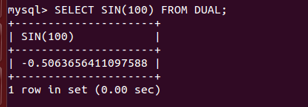 mysql> SELECT SIN(100) FROM DUAL;
+---------------------+
| SIN(100)            |
+---------------------+
| -0.5063656411097588 |
+---------------------+
1 row in set (0.00 sec)